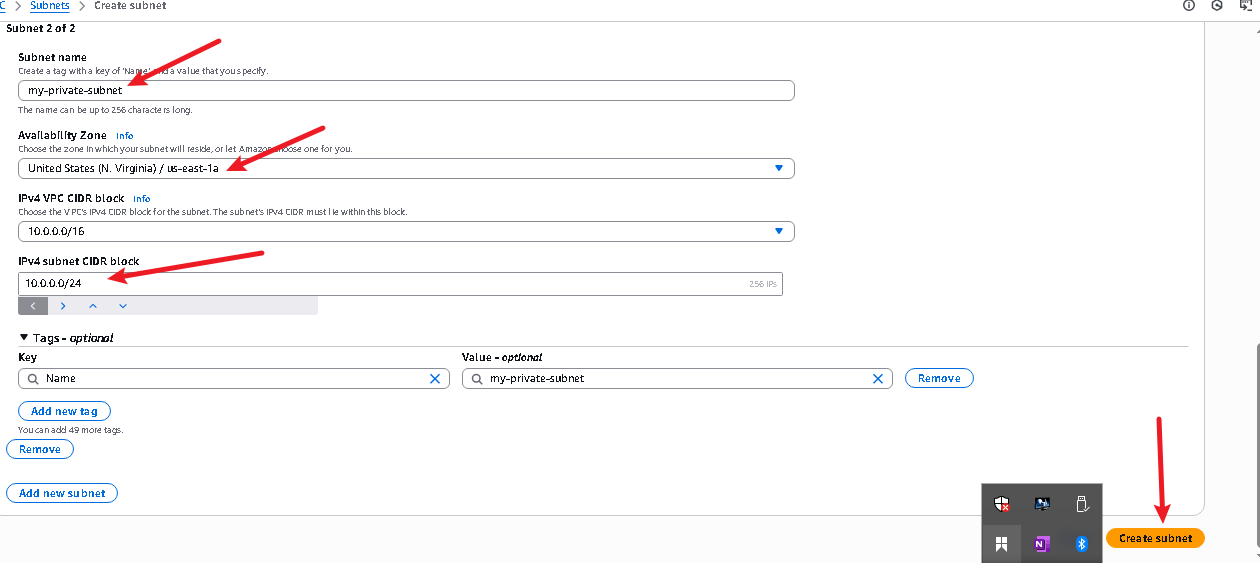 C > Subnets > Create subnet
Subnet 2 of 2
Subnet name
Create a tag with a key of 'Name' and a value that you specify.
my-private-subnet
The name can be up to 256 characters long.
Availability Zone Info
Choose the zone in which your subnet will reside, or let Amazon choose one for you.
United States (N. Virginia) / us-east-1a
IPv4 VPC CIDR block Info
Choose the VPC's IPv4 CIDR block for the subnet. The subnet's IPv4 CIDR must lie within this block.
10.0.0.0/16
IPv4 subnet CIDR block
10.0.0.0/24 256 IPs
Tags - optional
Key Value - optional
Name my-private-subnet Remove
Add new tag
You can add 49 more tags.
Remove
Add new subnet
N
Create subnet